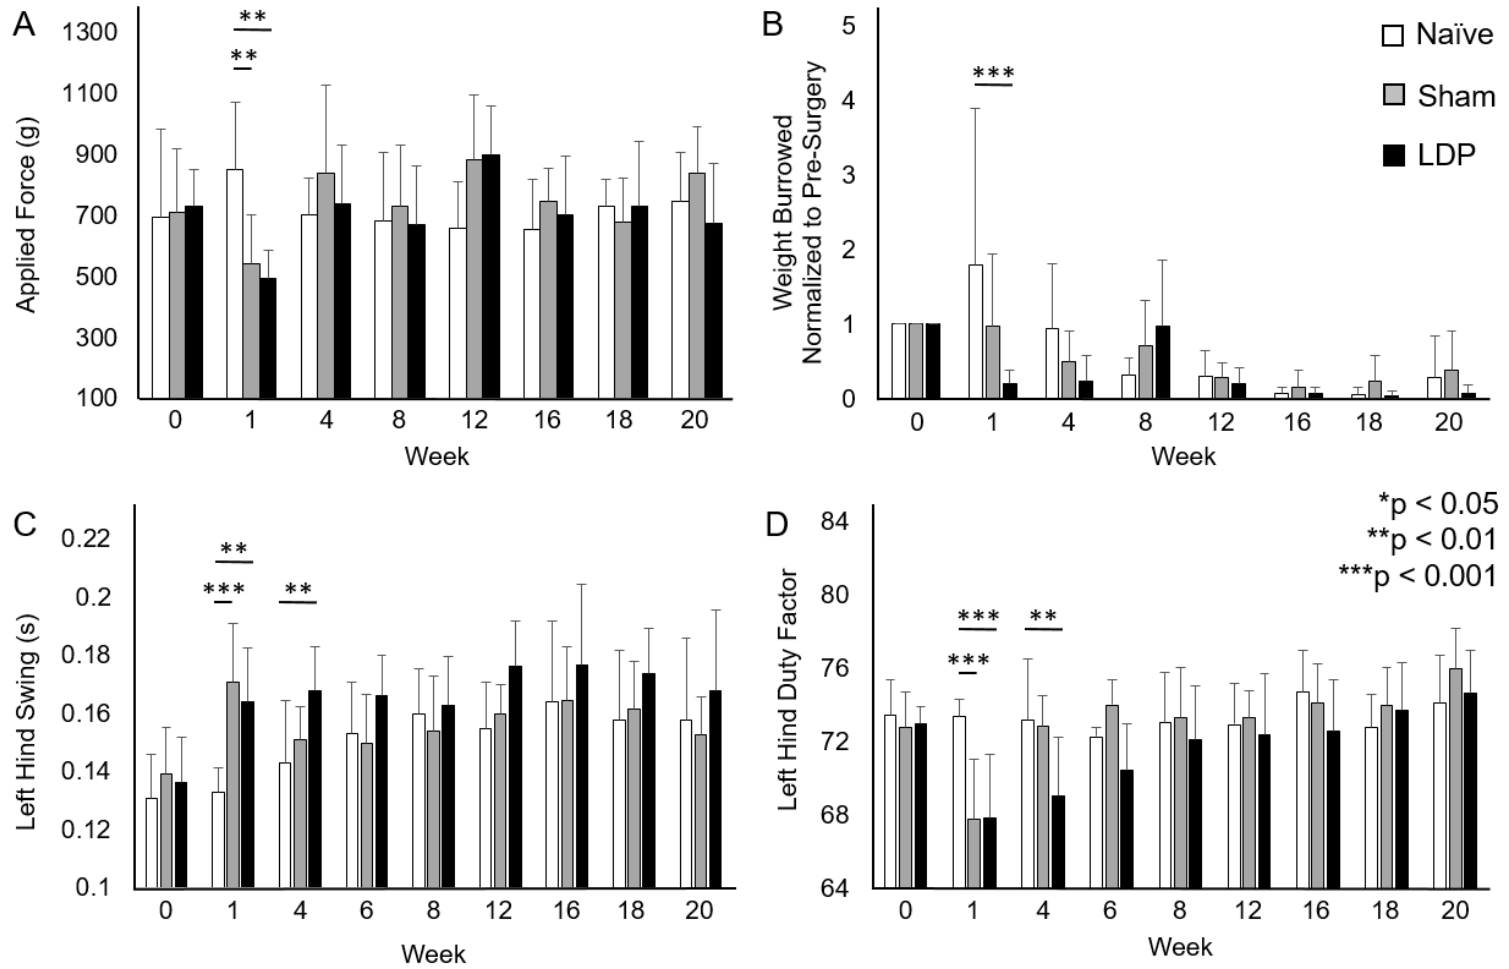 A
Applied Force (g)
1300
1100
900
700
500
300
100
**
**
0 1 4 8 12 16 18 20
Week
B
Weight Burrowed
Normalized to Pre-Surgery
5
4
3
2
1
0
***
0 1 4 8 12 16 18 20
Week
Naïve
Sham
LDP
C
Left Hind Swing (s)
0.22
0.2
0.18
0.16
0.14
0.12
0.1
**
***
**
0 1 4 6 8 12 16 18 20
Week
D
Left Hind Duty Factor
84
80
76
72
68
64
***
**
***
0 1 4 6 8 12 16 18 20
Week
*p < 0.05
**p < 0.01
***p < 0.001